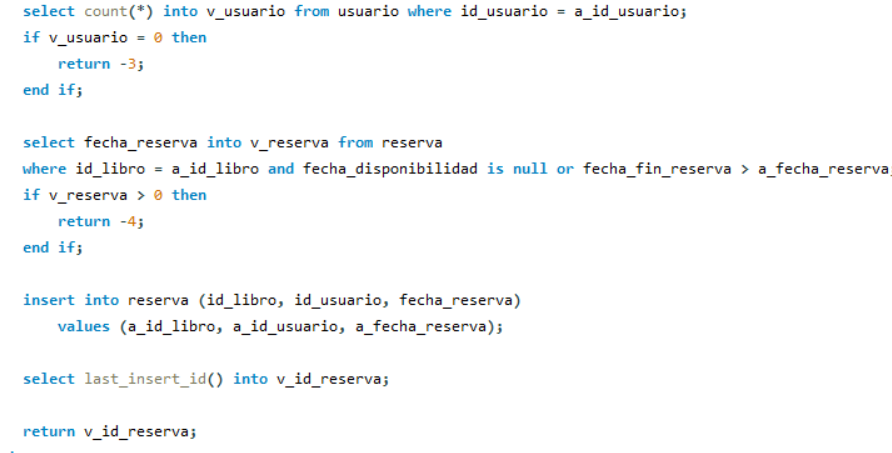 select count(*) into v_usuario from usuario where id_usuario = a_id_usuario;
if v_usuario = 0 then
    return -3;
end if;

select fecha_reserva into v_reserva from reserva
where id_libro = a_id_libro and fecha_disponibilidad is null or fecha_fin_reserva > a_fecha_reserva;
if v_reserva > 0 then
    return -4;
end if;

insert into reserva (id_libro, id_usuario, fecha_reserva)
    values (a_id_libro, a_id_usuario, a_fecha_reserva);

select last_insert_id() into v_id_reserva;

return v_id_reserva;